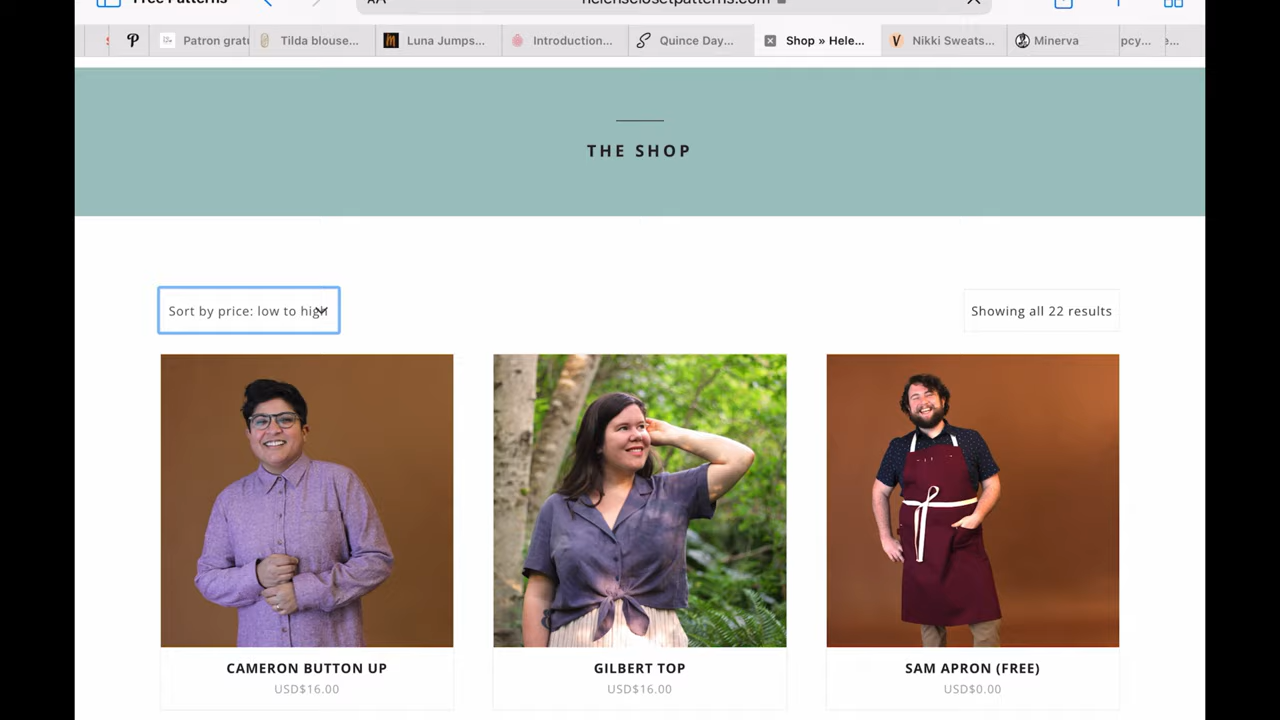 Free Patterns
AA
helensclosetpatterns.com
Patron grat
Tilda blouse...
Luna Jumps...
Introduction...
Quince Day...
Shop » Hele...
Nikki Sweats...
Minerva
pcy...
THE SHOP
Sort by price: low to high
Showing all 22 results
CAMERON BUTTON UP
USD$16.00
GILBERT TOP
USD$16.00
SAM APRON (FREE)
USD$0.00